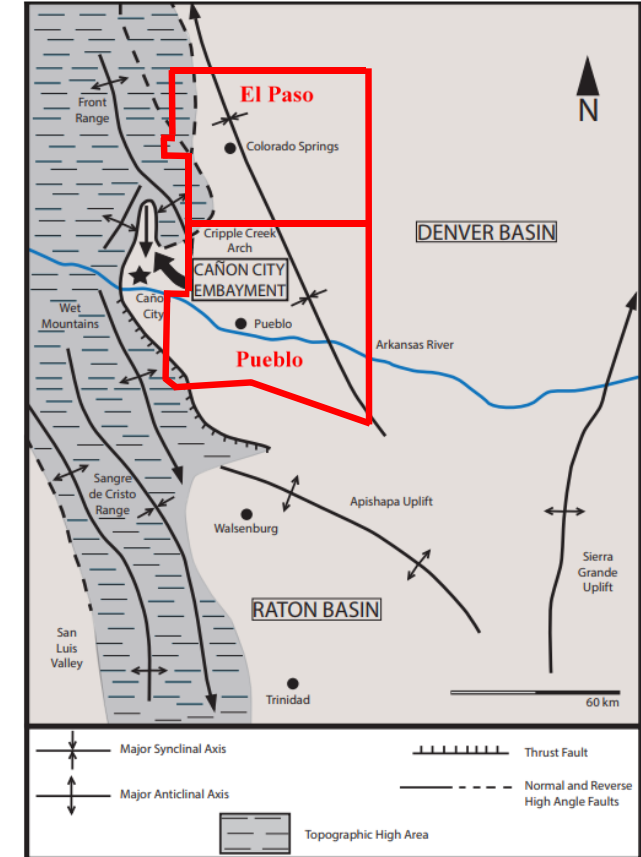 El Paso
N
Front
Range
Colorado Springs
DENVER BASIN
Cripple Creek
Arch
CAÑON CITY
EMBAYMENT
Cañon
City
Wet
Mountains
Pueblo
Arkansas River
Pueblo
Sangre
de Cristo
Range
Apishapa Uplift
Walsenburg
Sierra
Grande
Uplift
RATON BASIN
San
Luis
Valley
Trinidad
60 km
Major Synclinal Axis
Thrust Fault
Major Anticlinal Axis
Normal and Reverse
High Angle Faults
Topographic High Area